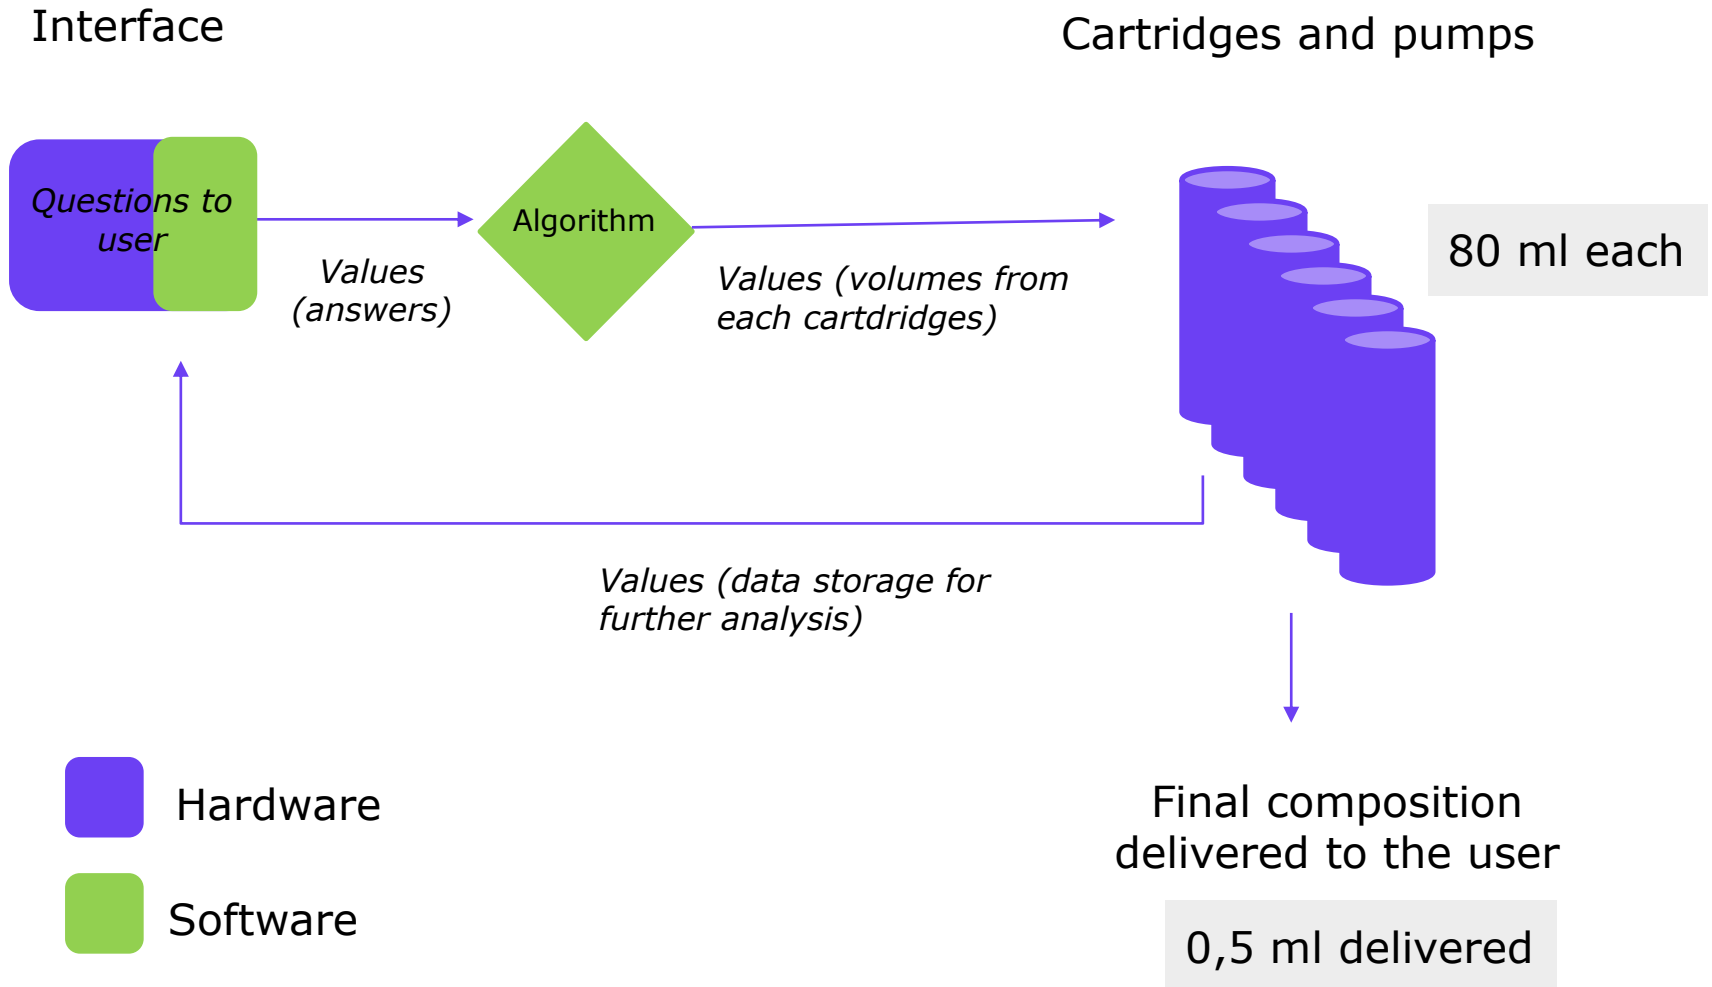 Interface
Cartridges and pumps
Questions to
user
Algorithm
Values
(answers)
Values (volumes from
each cartdridges)
80 ml each
Values (data storage for
further analysis)
Hardware
Software
Final composition
delivered to the user
0,5 ml delivered